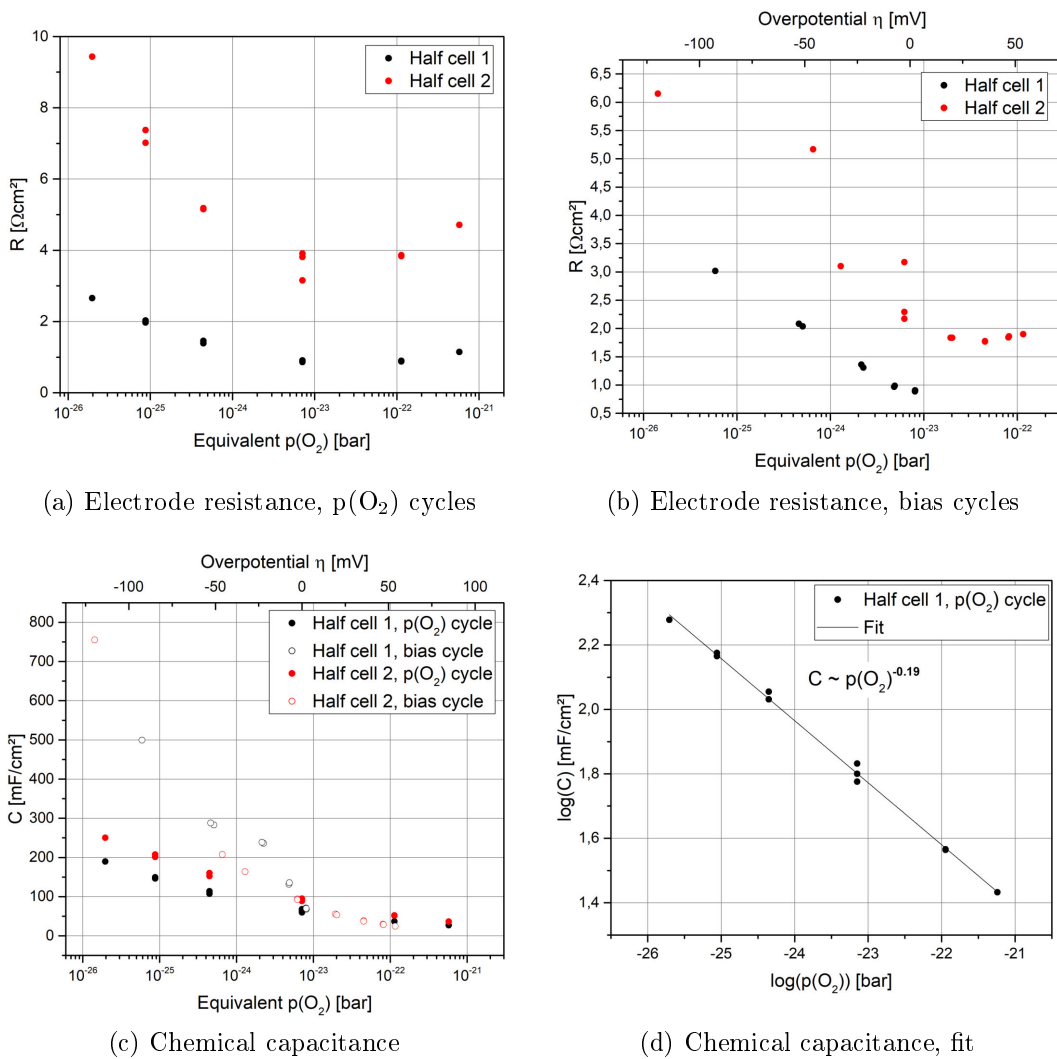 Half cell 1
Half cell 2
10
8
6
4
2
0
R [Ωcm²]
10⁻²⁶ 10⁻²⁵ 10⁻²⁴ 10⁻²³ 10⁻²² 10⁻²¹
Equivalent p(O₂) [bar]
(a) Electrode resistance, p(O₂) cycles
Overpotential η [mV]
-100 -50 0 50
Half cell 1
Half cell 2
6,5
6,0
5,5
5,0
4,5
4,0
3,5
3,0
2,5
2,0
1,5
1,0
0,5
R [Ωcm²]
10⁻²⁶ 10⁻²⁵ 10⁻²⁴ 10⁻²³ 10⁻²²
Equivalent p(O₂) [bar]
(b) Electrode resistance, bias cycles
Overpotential η [mV]
-100 -50 0 50 100
Half cell 1, p(O₂) cycle
Half cell 1, bias cycle
Half cell 2, p(O₂) cycle
Half cell 2, bias cycle
800
700
600
500
400
300
200
100
0
C [mF/cm²]
10⁻²⁶ 10⁻²⁵ 10⁻²⁴ 10⁻²³ 10⁻²² 10⁻²¹
Equivalent p(O₂) [bar]
(c) Chemical capacitance
Half cell 1, p(O₂) cycle
Fit
C ~ p(O₂)⁻⁰·¹⁹
2,4
2,2
2,0
1,8
1,6
1,4
log(C) [mF/cm²]
-26 -25 -24 -23 -22 -21
log(p(O₂)) [bar]
(d) Chemical capacitance, fit